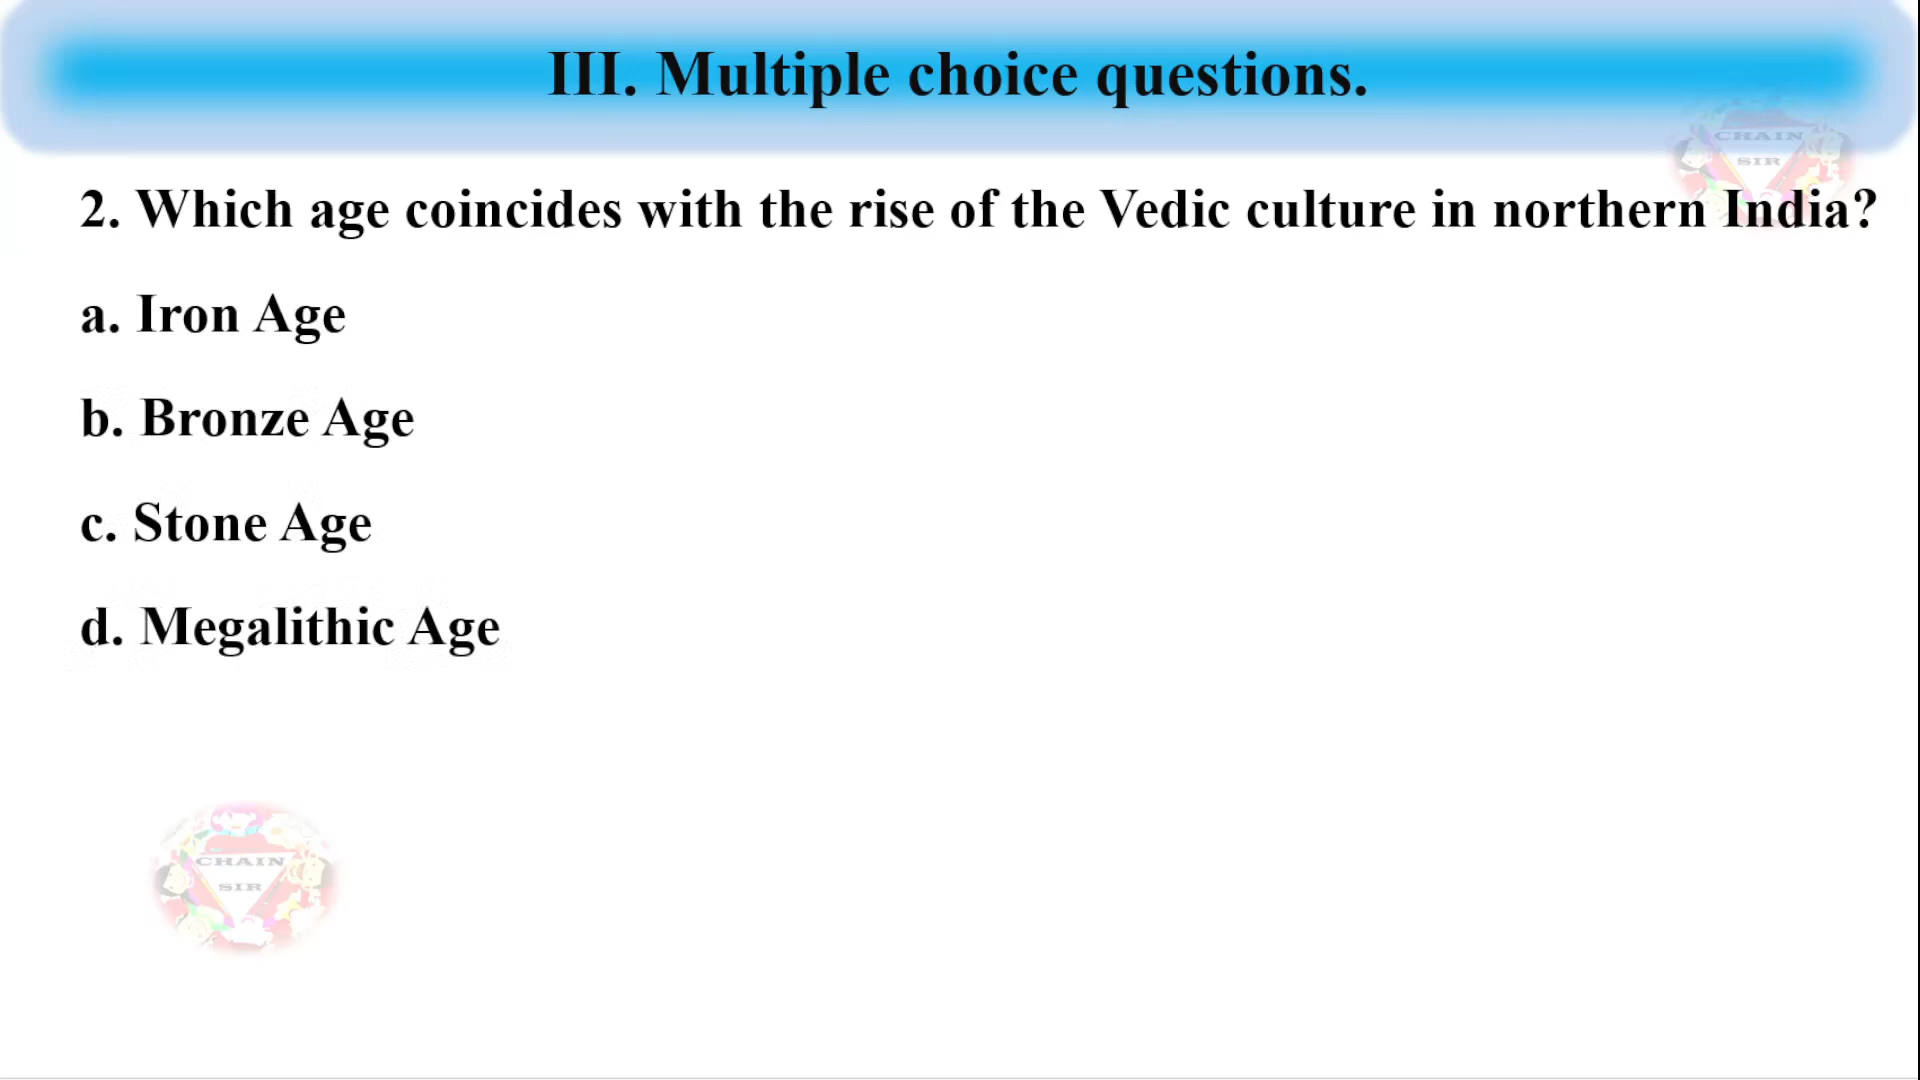 III. Multiple choice questions.
CHAIN
SIR
2. Which age coincides with the rise of the Vedic culture in northern India?
a. Iron Age
b. Bronze Age
c. Stone Age
d. Megalithic Age
CHAIN
SIR